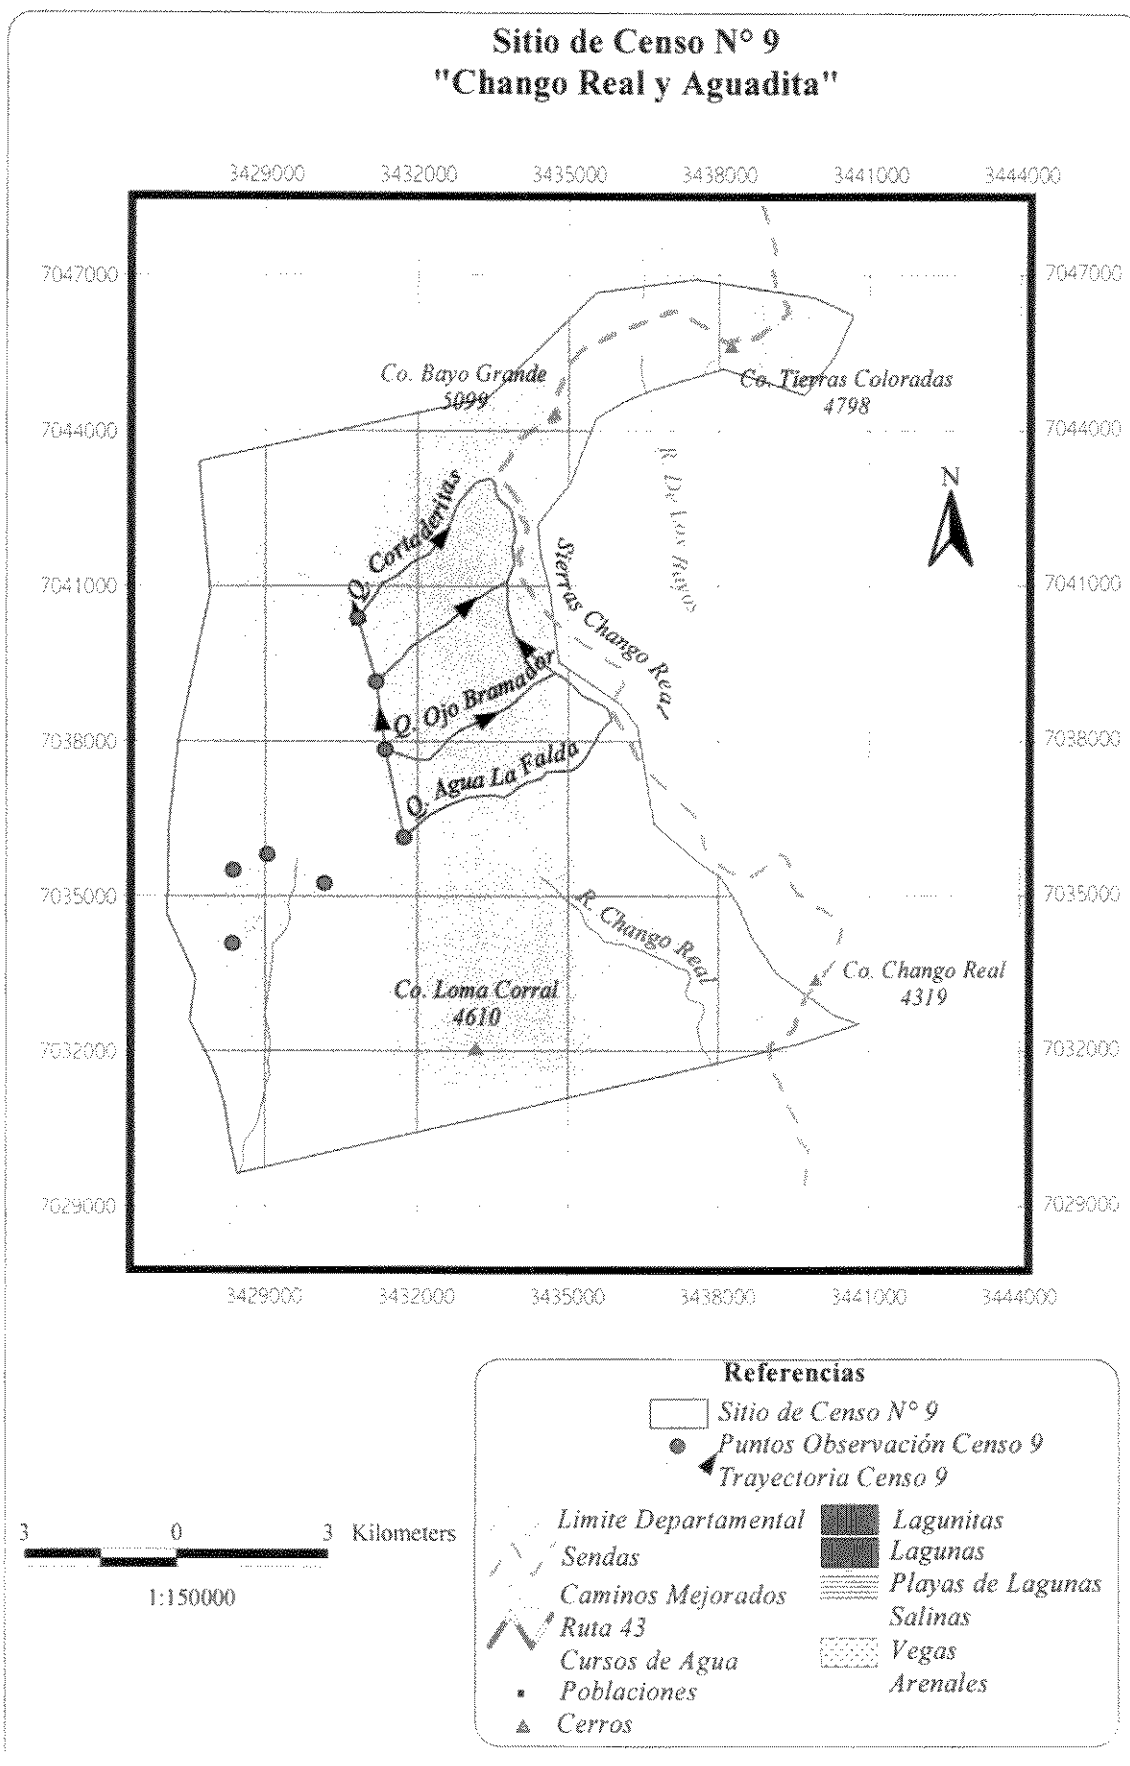 Sitio de Censo N° 9
"Chango Real y Aguadita"
3429000 3432000 3435000 3438000 3441000 3444000
7047000 7047000
Co. Bayo Grande
5099
Co. Tierras Coloradas
4798
7044000 7044000
N
Q. Cortaderitas
R. De Los Bayos
7041000 7041000
Sierras Chango Real
Q. Ojo Bramador
7038000 7038000
Q. Agua La Falda
7035000 7035000
R. Chango Real
Co. Loma Corral
4610
Co. Chango Real
4319
7032000 7032000
7029000 7029000
3429000 3432000 3435000 3438000 3441000 3444000
Referencias
Sitio de Censo N° 9
Puntos Observación Censo 9
Trayectoria Censo 9
Limite Departamental
Sendas
Caminos Mejorados
Ruta 43
Cursos de Agua
Poblaciones
Cerros
Lagunitas
Lagunas
Playas de Lagunas
Salinas
Vegas
Arenales
3 0 3 Kilometers
1:150000